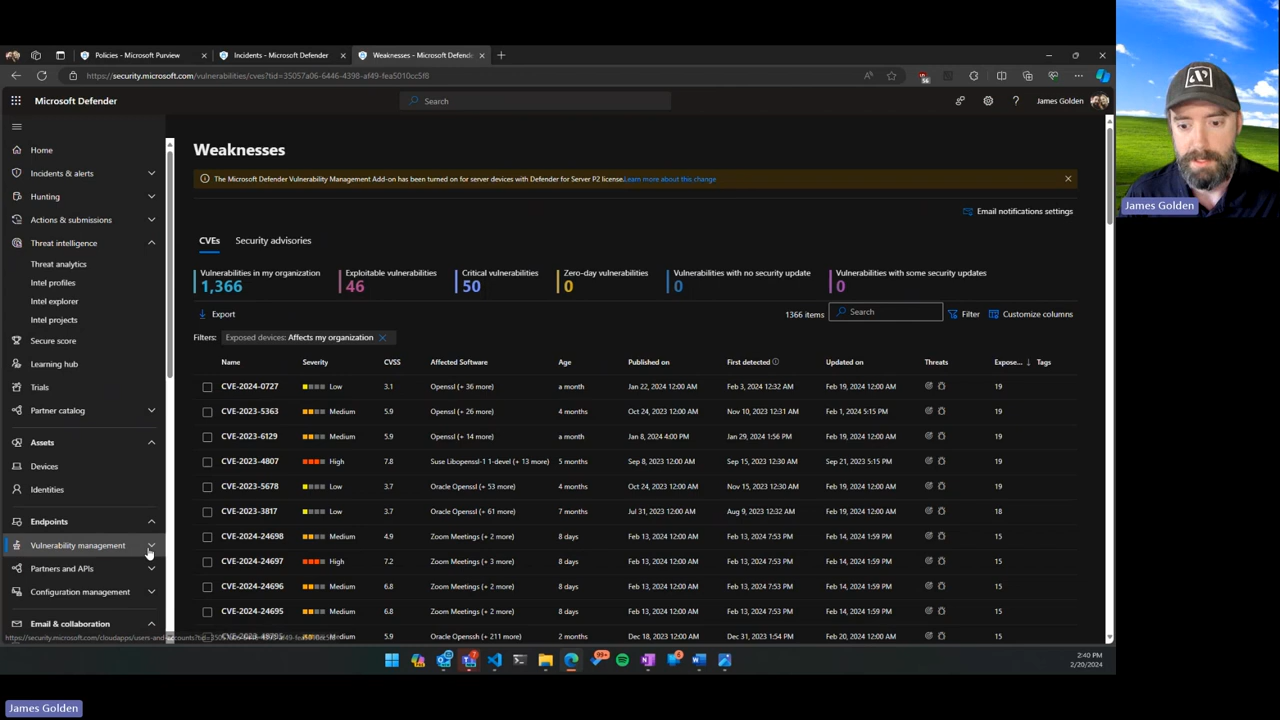 Policies - Microsoft Purview
Incidents - Microsoft Defender
Weaknesses - Microsoft Defende
https://security.microsoft.com/vulnerabilities/cves?tid=35057a06-6446-4398-af49-fea5010cc5f8
Microsoft Defender
Search
James Golden
Home
Incidents & alerts
Hunting
Actions & submissions
Threat intelligence
Threat analytics
Intel profiles
Intel explorer
Intel projects
Secure score
Learning hub
Trials
Partner catalog
Assets
Devices
Identities
Endpoints
Vulnerability management
Partners and APIs
Configuration management
Email & collaboration
Weaknesses
The Microsoft Defender Vulnerability Management Add-on has been turned on for server devices with Defender for Server P2 license. Learn more about this change
Email notifications settings
CVEs Security advisories
Vulnerabilities in my organization Exploitable vulnerabilities Critical vulnerabilities Zero-day vulnerabilities Vulnerabilities with no security update Vulnerabilities with some security updates
1,366 46 50 0 0 0
Export 1366 items Search Filter Customize columns
Filters: Exposed devices: Affects my organization
Name Severity CVSS Affected Software Age Published on First detected Updated on Threats Expose... Tags
CVE-2024-0727 Low 3.1 Openssl (+ 36 more) a month Jan 22, 2024 12:00 AM Feb 3, 2024 12:32 AM Feb 19, 2024 12:00 AM 19
CVE-2023-5363 Medium 5.9 Openssl (+ 26 more) 4 months Oct 24, 2023 12:00 AM Nov 10, 2023 12:31 AM Feb 1, 2024 5:15 PM 19
CVE-2023-6129 Medium 5.9 Openssl (+ 14 more) a month Jan 8, 2024 4:00 PM Jan 29, 2024 1:56 PM Feb 19, 2024 12:00 AM 19
CVE-2023-4807 High 7.8 Suse Libopenssl-1 1-devel (+ 13 more) 5 months Sep 8, 2023 12:00 AM Sep 15, 2023 12:30 AM Sep 21, 2023 5:15 PM 19
CVE-2023-5678 Low 3.7 Oracle Openssl (+ 53 more) 4 months Oct 24, 2023 12:00 AM Nov 15, 2023 12:30 AM Feb 19, 2024 12:00 AM 19
CVE-2023-3817 Low 3.7 Oracle Openssl (+ 61 more) 7 months Jul 31, 2023 12:00 AM Aug 9, 2023 12:32 AM Feb 19, 2024 12:00 AM 18
CVE-2024-24698 Medium 4.9 Zoom Meetings (+ 2 more) 8 days Feb 13, 2024 12:00 AM Feb 13, 2024 7:53 PM Feb 14, 2024 1:59 PM 15
CVE-2024-24697 High 7.2 Zoom Meetings (+ 3 more) 8 days Feb 13, 2024 12:00 AM Feb 13, 2024 7:53 PM Feb 14, 2024 1:59 PM 15
CVE-2024-24696 Medium 6.8 Zoom Meetings (+ 2 more) 8 days Feb 13, 2024 12:00 AM Feb 13, 2024 7:53 PM Feb 14, 2024 1:59 PM 15
CVE-2024-24695 Medium 6.8 Zoom Meetings (+ 2 more) 8 days Feb 13, 2024 12:00 AM Feb 13, 2024 7:53 PM Feb 14, 2024 1:59 PM 15
Medium 5.9 Oracle Openssh (+ 211 more) 2 months Dec 18, 2023 12:00 AM Dec 31, 2023 1:54 PM Feb 20, 2024 12:00 AM 15
99+
2:40 PM
2/20/2024
James Golden
James Golden